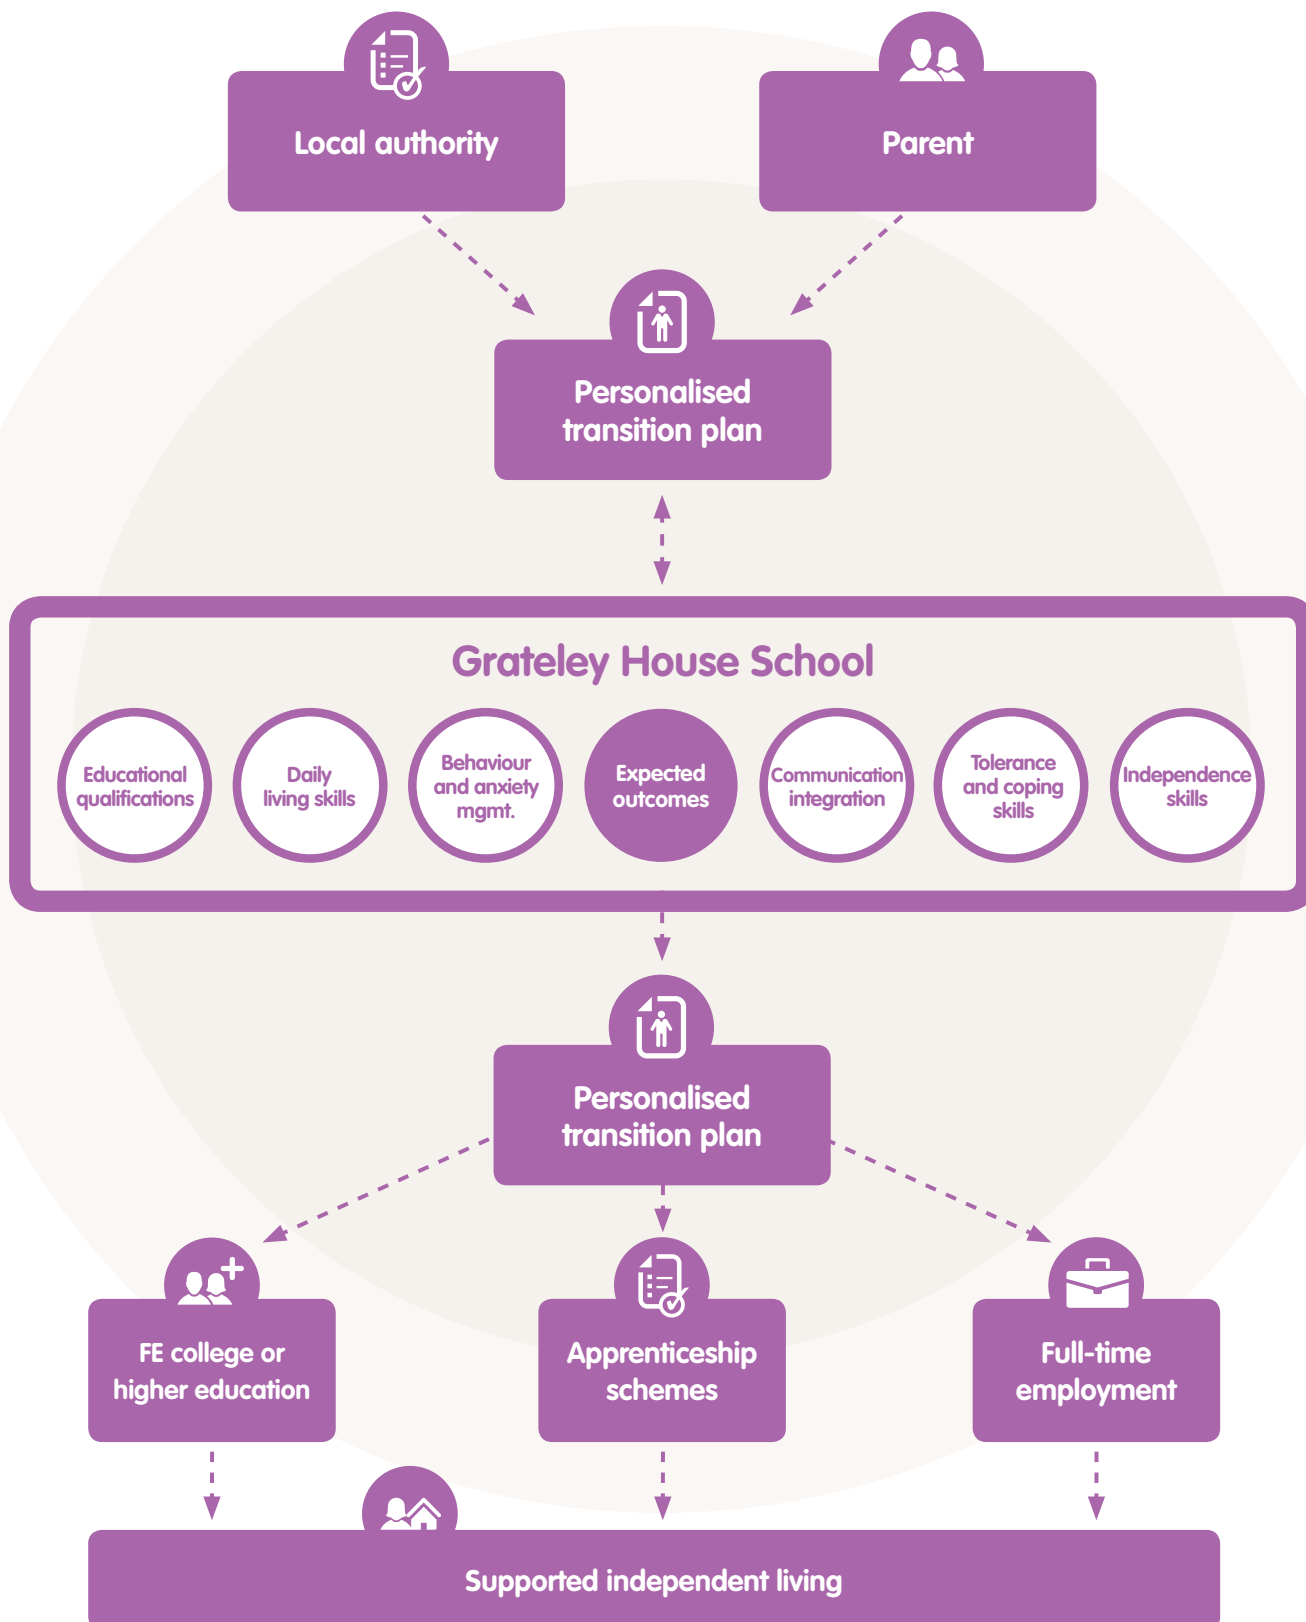 Local authority
Parent
Personalised
transition plan
Grateley House School
Educational
qualifications
Daily
living skills
Behaviour
and anxiety
mgmt.
Expected
outcomes
Communication
integration
Tolerance
and coping
skills
Independence
skills
Personalised
transition plan
FE college or
higher education
Apprenticeship
schemes
Full-time
employment
Supported independent living